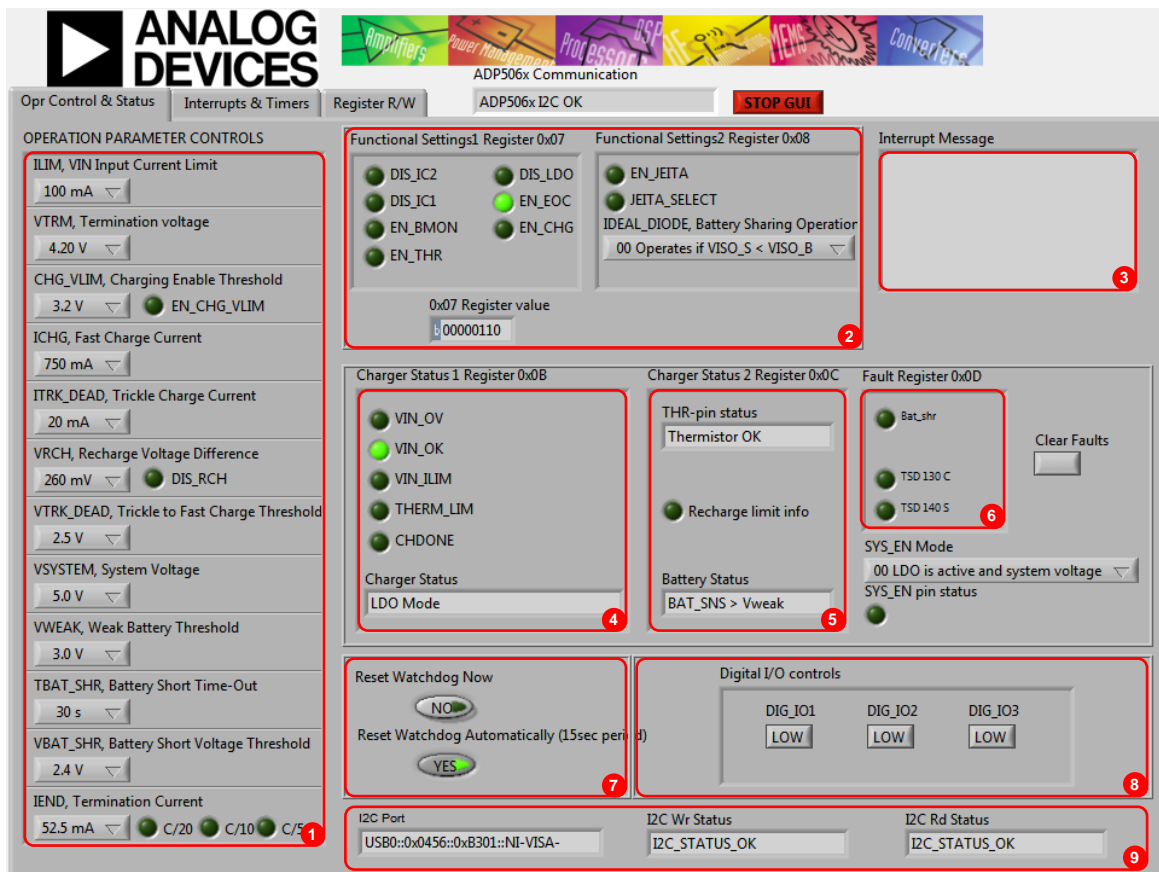 ANALOG
DEVICES
Amplifiers
Power Management
Processors
DSP
RF
MEMS
Converters
ADP506x Communication
ADP506x I2C OK
STOP GUI
Opr Control & Status
Interrupts & Timers
Register R/W
OPERATION PARAMETER CONTROLS
ILIM, VIN Input Current Limit
100 mA
VTRM, Termination voltage
4.20 V
CHG_VLIM, Charging Enable Threshold
3.2 V EN_CHG_VLIM
ICHG, Fast Charge Current
750 mA
ITRK_DEAD, Trickle Charge Current
20 mA
VRCH, Recharge Voltage Difference
260 mV DIS_RCH
VTRK_DEAD, Trickle to Fast Charge Threshold
2.5 V
VSYSTEM, System Voltage
5.0 V
VWEAK, Weak Battery Threshold
3.0 V
TBAT_SHR, Battery Short Time-Out
30 s
VBAT_SHR, Battery Short Voltage Threshold
2.4 V
IEND, Termination Current
52.5 mA C/20 C/10 C/5
1
Functional Settings1 Register 0x07
DIS_IC2 DIS_LDO
DIS_IC1 EN_EOC
EN_BMON EN_CHG
EN_THR
0x07 Register value
b 00000110
Functional Settings2 Register 0x08
EN_JEITA
JEITA_SELECT
IDEAL_DIODE, Battery Sharing Operation
00 Operates if VISO_S < VISO_B
2
Interrupt Message
3
Charger Status 1 Register 0x0B
VIN_OV
VIN_OK
VIN_ILIM
THERM_LIM
CHDONE
Charger Status
LDO Mode
4
Charger Status 2 Register 0x0C
THR-pin status
Thermistor OK
Recharge limit info
Battery Status
BAT_SNS > Vweak
5
Fault Register 0x0D
Bat_shr
TSD 130 C
TSD 140 S
6
Clear Faults
SYS_EN Mode
00 LDO is active and system voltage
SYS_EN pin status
Reset Watchdog Now
NO
Reset Watchdog Automatically (15sec period)
YES
7
Digital I/O controls
DIG_IO1 DIG_IO2 DIG_IO3
LOW LOW LOW
8
I2C Port
USB0::0x0456::0xB301::NI-VISA-
I2C Wr Status
I2C_STATUS_OK
I2C Rd Status
I2C_STATUS_OK
9